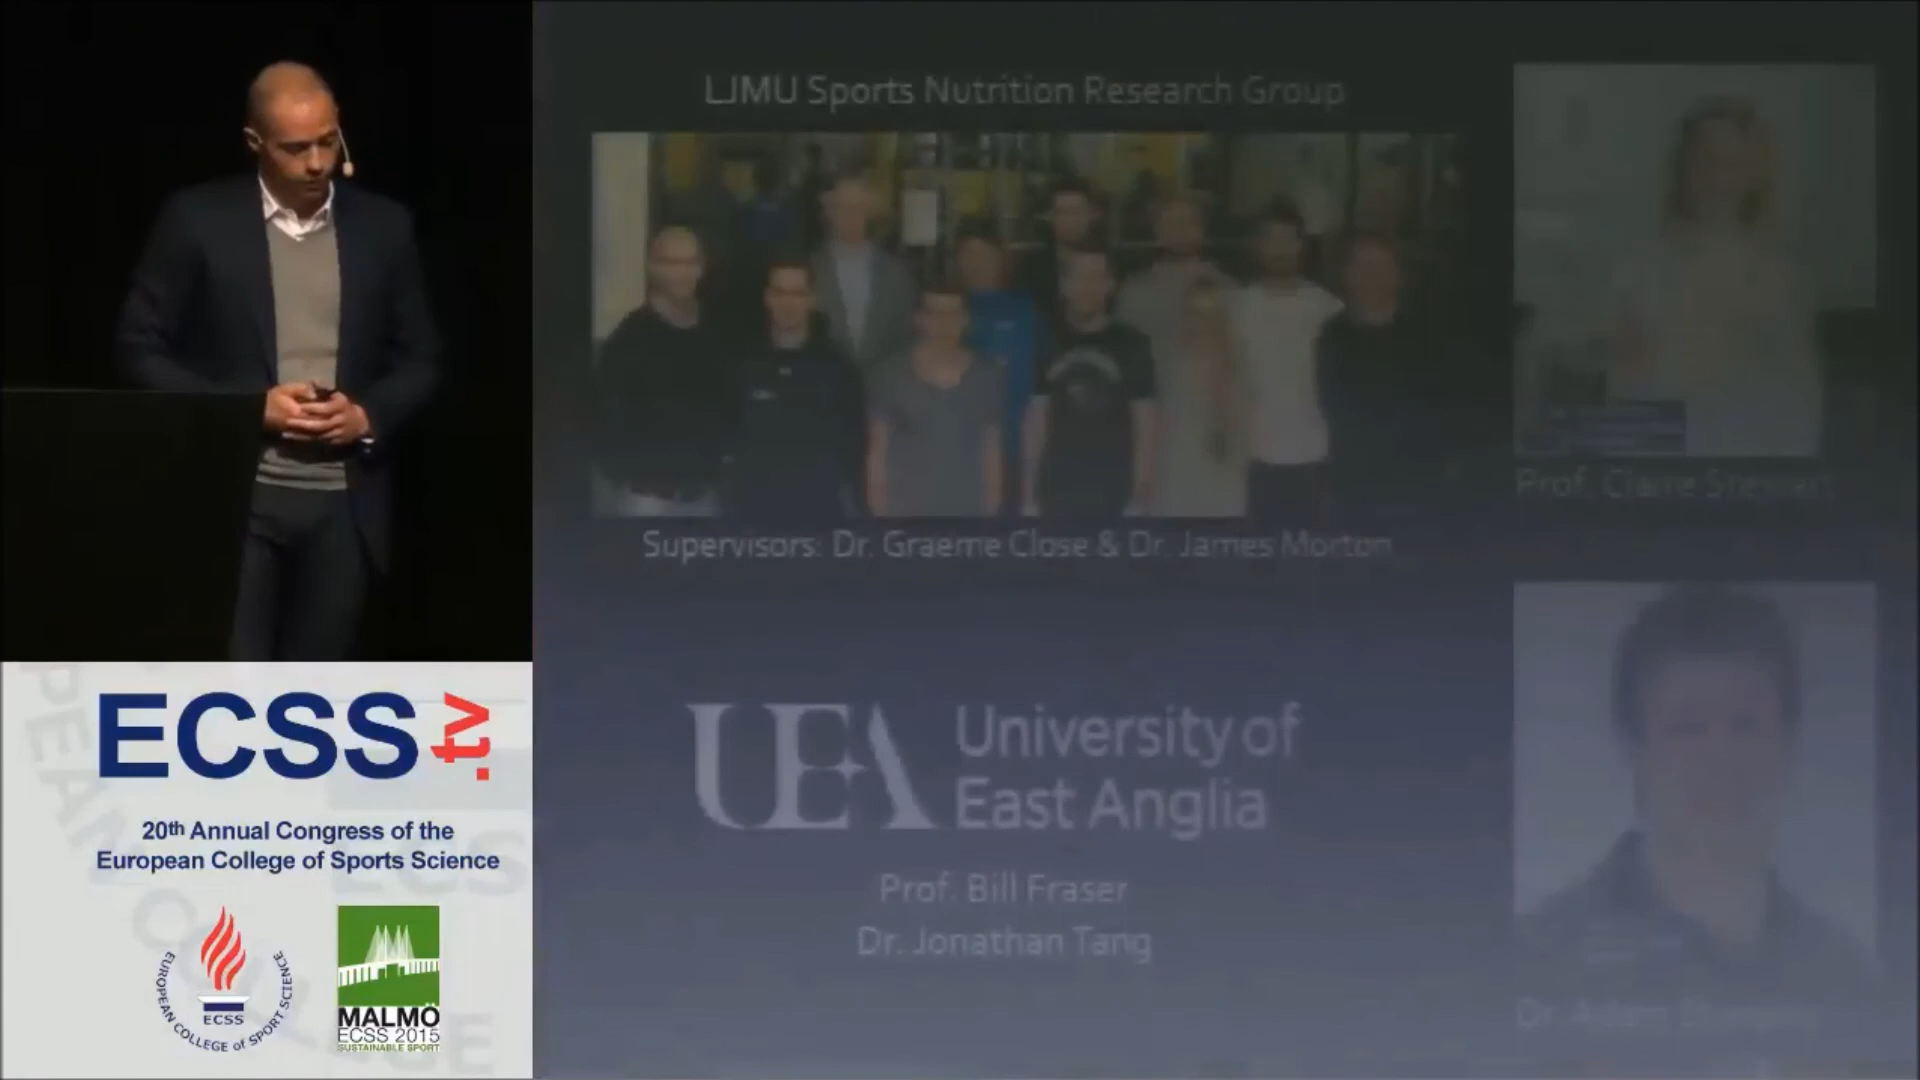 LJMU Sports Nutrition Research Group
Prof. Claire Stewart
Supervisors: Dr. Graeme Close & Dr. James Morton
UEA University of
East Anglia
Prof. Bill Fraser
Dr. Jonathan Tang
Dr.
ECSS.tv
20th Annual Congress of the
European College of Sports Science
EUROPEAN COLLEGE of SPORT SCIENCE
ECSS
MALMÖ
ECSS 2015
SUSTAINABLE SPORT